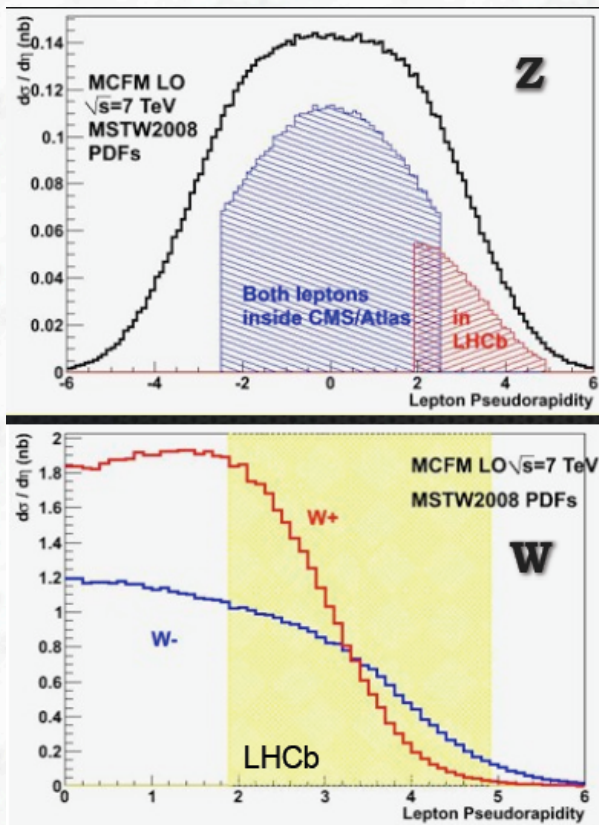 dσ / dη (nb)
0.14
0.12
0.1
0.08
0.06
0.04
0.02
0
MCFM LO
√s=7 TeV
MSTW2008
PDFs
Z
Both leptons
inside CMS/Atlas
in
LHCb
-6 -4 -2 0 2 4 6
Lepton Pseudorapidity
dσ / dη (nb)
2
1.8
1.6
1.4
1.2
1
0.8
0.6
0.4
0.2
0
MCFM LO √s=7 TeV
MSTW2008 PDFs
W
W+
W-
LHCb
0 1 2 3 4 5 6
Lepton Pseudorapidity